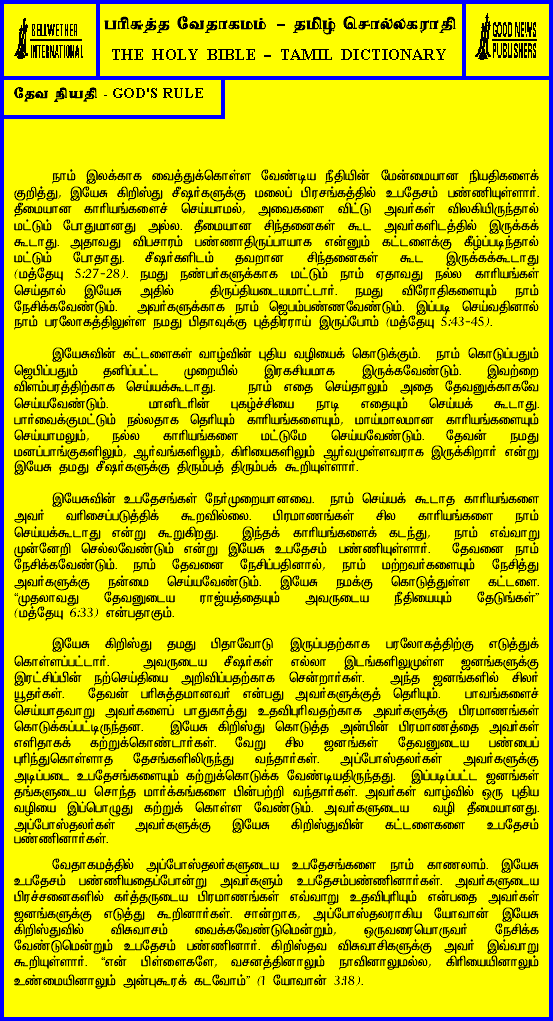 BELLWETHER
INTERNATIONAL
பரிசுத்த வேதாகமம் – தமிழ் சொல்லகராதி
THE HOLY BIBLE – TAMIL DICTIONARY
GOOD NEWS
PUBLISHERS
தேவ நியதி - GOD'S RULE
நாம் இலக்காக வைத்துக்கொள்ள வேண்டிய நீதியின் மேன்மையான நியதிகளைக்
குறித்து, இயேசு கிறிஸ்து சீஷர்களுக்கு மலைப் பிரசங்கத்தில் உபதேசம் பண்ணியுள்ளார்.
தீமையான காரியங்களைச் செய்யாமல், அவைகளை விட்டு அவர்கள் விலகியிருந்தால்
மட்டும் போதுமானது அல்ல. தீமையான சிந்தனைகள் கூட அவர்களிடத்தில் இருக்கக்
கூடாது. அதாவது விபசாரம் பண்ணாதிருப்பாயாக என்னும் கட்டளைக்கு கீழ்ப்படிந்தால்
மட்டும் போதாது. சீஷர்களிடம் தவறான சிந்தனைகள் கூட இருக்கக்கூடாது
(மத்தேயு 5:27-28). நமது நண்பர்களுக்காக மட்டும் நாம் ஏதாவது நல்ல காரியங்கள்
செய்தால் இயேசு அதில் திருப்தியடையமாட்டார். நமது விரோதிகளையும் நாம்
நேசிக்கவேண்டும். அவர்களுக்காக நாம் ஜெபம்பண்ணவேண்டும். இப்படி செய்வதினால்
நாம் பரலோகத்திலுள்ள நமது பிதாவுக்கு புத்திரராய் இருப்போம் (மத்தேயு 5:43-45).
இயேசுவின் கட்டளைகள் வாழ்வின் புதிய வழியைக் கொடுக்கும். நாம் கொடுப்பதும்
ஜெபிப்பதும் தனிப்பட்ட முறையில் இரகசியமாக இருக்கவேண்டும். இவற்றை
விளம்பரத்திற்காக செய்யக்கூடாது. நாம் எதை செய்தாலும் அதை தேவனுக்காகவே
செய்யவேண்டும். மானிடரின் புகழ்ச்சியை நாடி எதையும் செய்யக் கூடாது.
பார்வைக்குமட்டும் நல்லதாக தெரியும் காரியங்களையும், மாய்மாலமான காரியங்களையும்
செய்யாமலும், நல்ல காரியங்களை மட்டுமே செய்யவேண்டும். தேவன் நமது
மனப்பாங்குகளிலும், ஆர்வங்களிலும், கிரியைகளிலும் ஆர்வமுள்ளவராக இருக்கிறார் என்று
இயேசு தமது சீஷர்களுக்கு திரும்பத் திரும்பக் கூறியுள்ளார்.
இயேசுவின் உபதேசங்கள் நேர்முறையானவை. நாம் செய்யக் கூடாத காரியங்களை
அவர் வரிசைப்படுத்திக் கூறவில்லை. பிரமாணங்கள் சில காரியங்களை நாம்
செய்யக்கூடாது என்று கூறுகிறது. இந்தக் காரியங்களைக் கடந்து, நாம் எவ்வாறு
முன்னேறி செல்லவேண்டும் என்று இயேசு உபதேசம் பண்ணியுள்ளார். தேவனை நாம்
நேசிக்கவேண்டும். நாம் தேவனை நேசிப்பதினால், நாம் மற்றவர்களையும் நேசித்து
அவர்களுக்கு நன்மை செய்யவேண்டும். இயேசு நமக்கு கொடுத்துள்ள கட்டளை.
“முதலாவது தேவனுடைய ராஜ்யத்தையும் அவருடைய நீதியையும் தேடுங்கள்”
(மத்தேயு 6:33) என்பதாகும்.
இயேசு கிறிஸ்து தமது பிதாவோடு இருப்பதற்காக பரலோகத்திற்கு எடுத்துக்
கொள்ளப்பட்டார். அவருடைய சீஷர்கள் எல்லா இடங்களிலுமுள்ள ஜனங்களுக்கு
இரட்சிப்பின் நற்செய்தியை அறிவிப்பதற்காக சென்றார்கள். அந்த ஜனங்களில் சிலர்
யூதர்கள். தேவன் பரிசுத்தமானவர் என்பது அவர்களுக்குத் தெரியும். பாவங்களைச்
செய்யாதவாறு அவர்களைப் பாதுகாத்து உதவிபுரிவதற்காக அவர்களுக்கு பிரமாணங்கள்
கொடுக்கப்பட்டிருந்தன. இயேசு கிறிஸ்து கொடுத்த அன்பின் பிரமாணத்தை அவர்கள்
எளிதாகக் கற்றுக்கொண்டார்கள். வேறு சில ஜனங்கள் தேவனுடைய பண்பைப்
புரிந்துகொள்ளாத தேசங்களிலிருந்து வந்தார்கள். அப்போஸ்தலர்கள் அவர்களுக்கு
அடிப்படை உபதேசங்களையும் கற்றுக்கொடுக்க வேண்டியதிருந்தது. இப்படிப்பட்ட ஜனங்கள்
தங்களுடைய சொந்த மார்க்கங்களை பின்பற்றி வந்தார்கள். அவர்கள் வாழ்வில் ஒரு புதிய
வழியை இப்பொழுது கற்றுக் கொள்ள வேண்டும். அவர்களுடைய வழி தீமையானது.
அப்போஸ்தலர்கள் அவர்களுக்கு இயேசு கிறிஸ்துவின் கட்டளைகளை உபதேசம்
பண்ணினார்கள்.
வேதாகமத்தில் அப்போஸ்தலர்களுடைய உபதேசங்களை நாம் காணலாம். இயேசு
உபதேசம் பண்ணியதைப்போன்று அவர்களும் உபதேசம்பண்ணினார்கள். அவர்களுடைய
பிரச்சனைகளில் கர்த்தருடைய பிரமாணங்கள் எவ்வாறு உதவிபுரியும் என்பதை அவர்கள்
ஜனங்களுக்கு எடுத்து கூறினார்கள். சான்றாக, அப்போஸ்தலராகிய யோவான் இயேசு
கிறிஸ்துவில் விசுவாசம் வைக்கவேண்டுமென்றும், ஒருவரையொருவர் நேசிக்க
வேண்டுமென்றும் உபதேசம் பண்ணினார். கிறிஸ்தவ விசுவாசிகளுக்கு அவர் இவ்வாறு
கூறியுள்ளார். “என் பிள்ளைகளே, வசனத்தினாலும் நாவினாலுமல்ல, கிரியையினாலும்
உண்மையினாலும் அன்புகூரக் கடவோம்” (1 யோவான் 3:18).